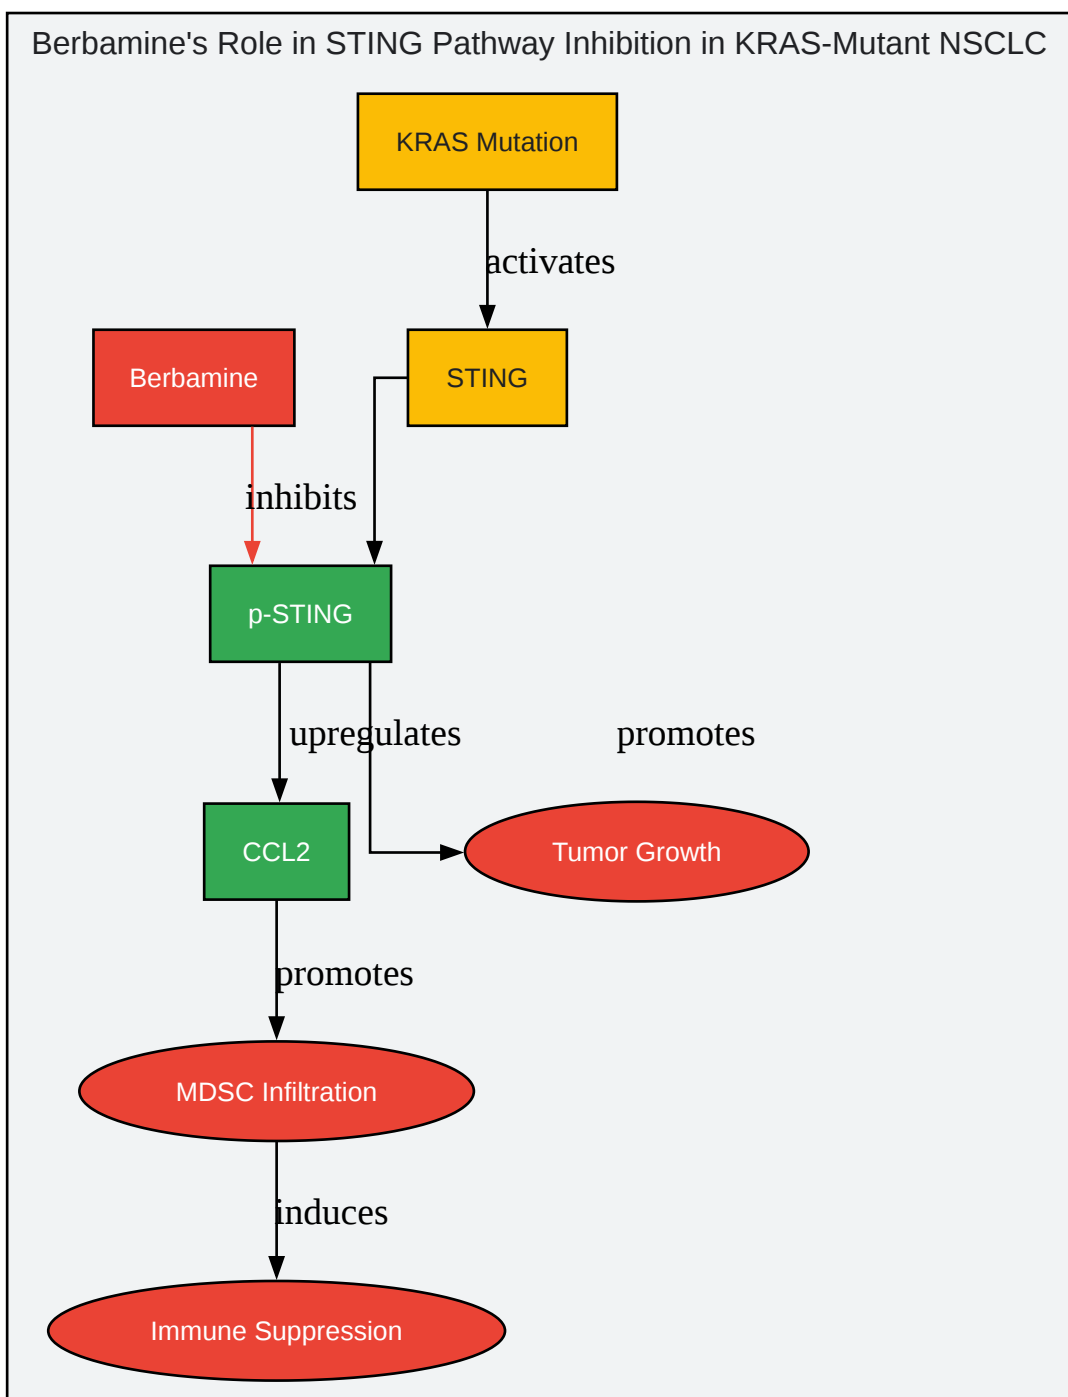 Berbamine's Role in STING Pathway Inhibition in KRAS-Mutant NSCLC
KRAS Mutation
activates
Berbamine
STING
inhibits
p-STING
upregulates
promotes
CCL2
Tumor Growth
promotes
MDSC Infiltration
induces
Immune Suppression